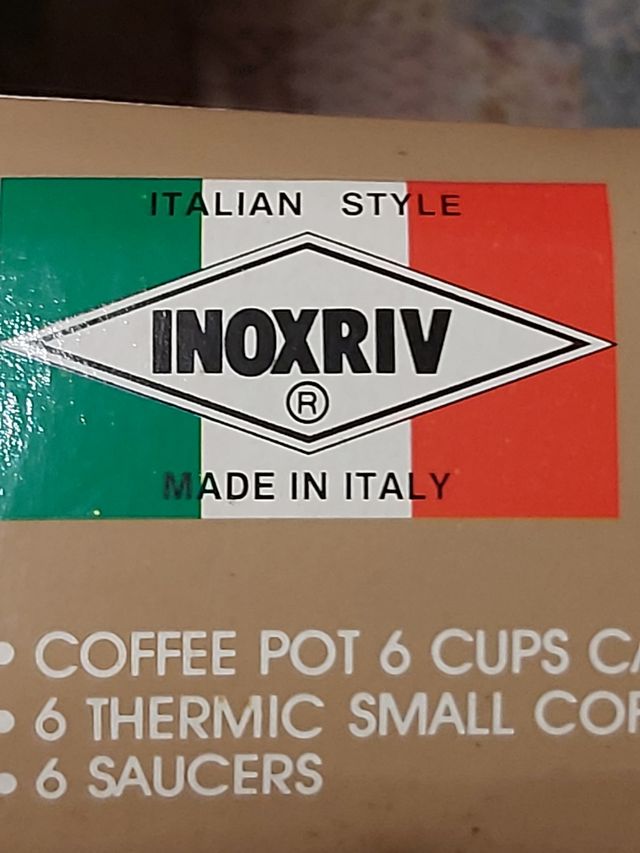 ITALIAN STYLE
INOXRIV
®
MADE IN ITALY
• COFFEE POT 6 CUPS
• 6 THERMIC SMALL
• 6 SAUCERS